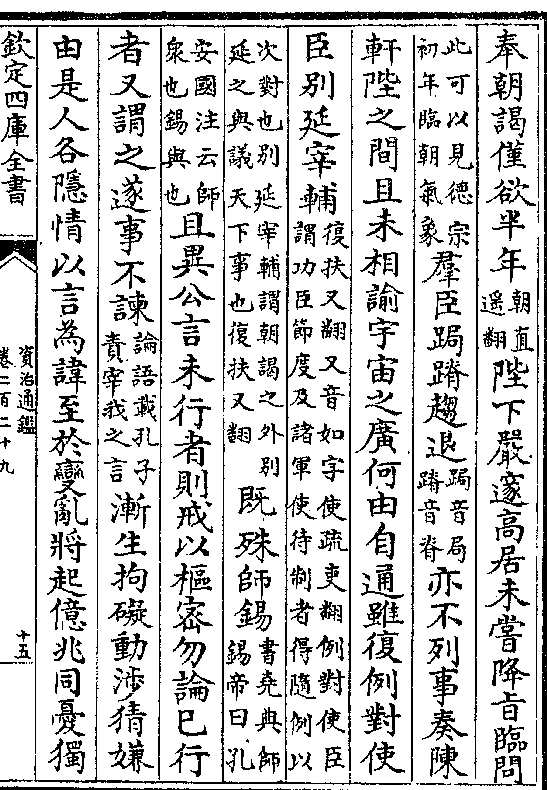 奉朝謁僅欲半年朝直遥翻陛下嚴邃高居未嘗降旨臨問
此可以見德宗初年臨朝氣象羣臣跼蹐趨退跼音局蹐音脊亦不列事奏陳
軒陛之間且未相諭宇宙之廣何由自通雖復例對使
臣别延宰輔復扶又翻又音如字使疏吏翻例對使臣謂功臣節度及諸軍使待制者得隨例以
次對也别延宰輔謂朝謁之外别延之與議天下事也復扶又翻既殊師錫書堯典師錫帝曰孔
安國注云師衆也錫與也且異公言未行者則戒以樞密勿論已行
者又謂之遂事不諫論語載孔子責宰我之言漸生拘礙動涉猜嫌
由是人各隱情以言為諱至於變亂將起億兆同憂獨
欽定四庫全書
資治通鑑
卷二百二十九
十五